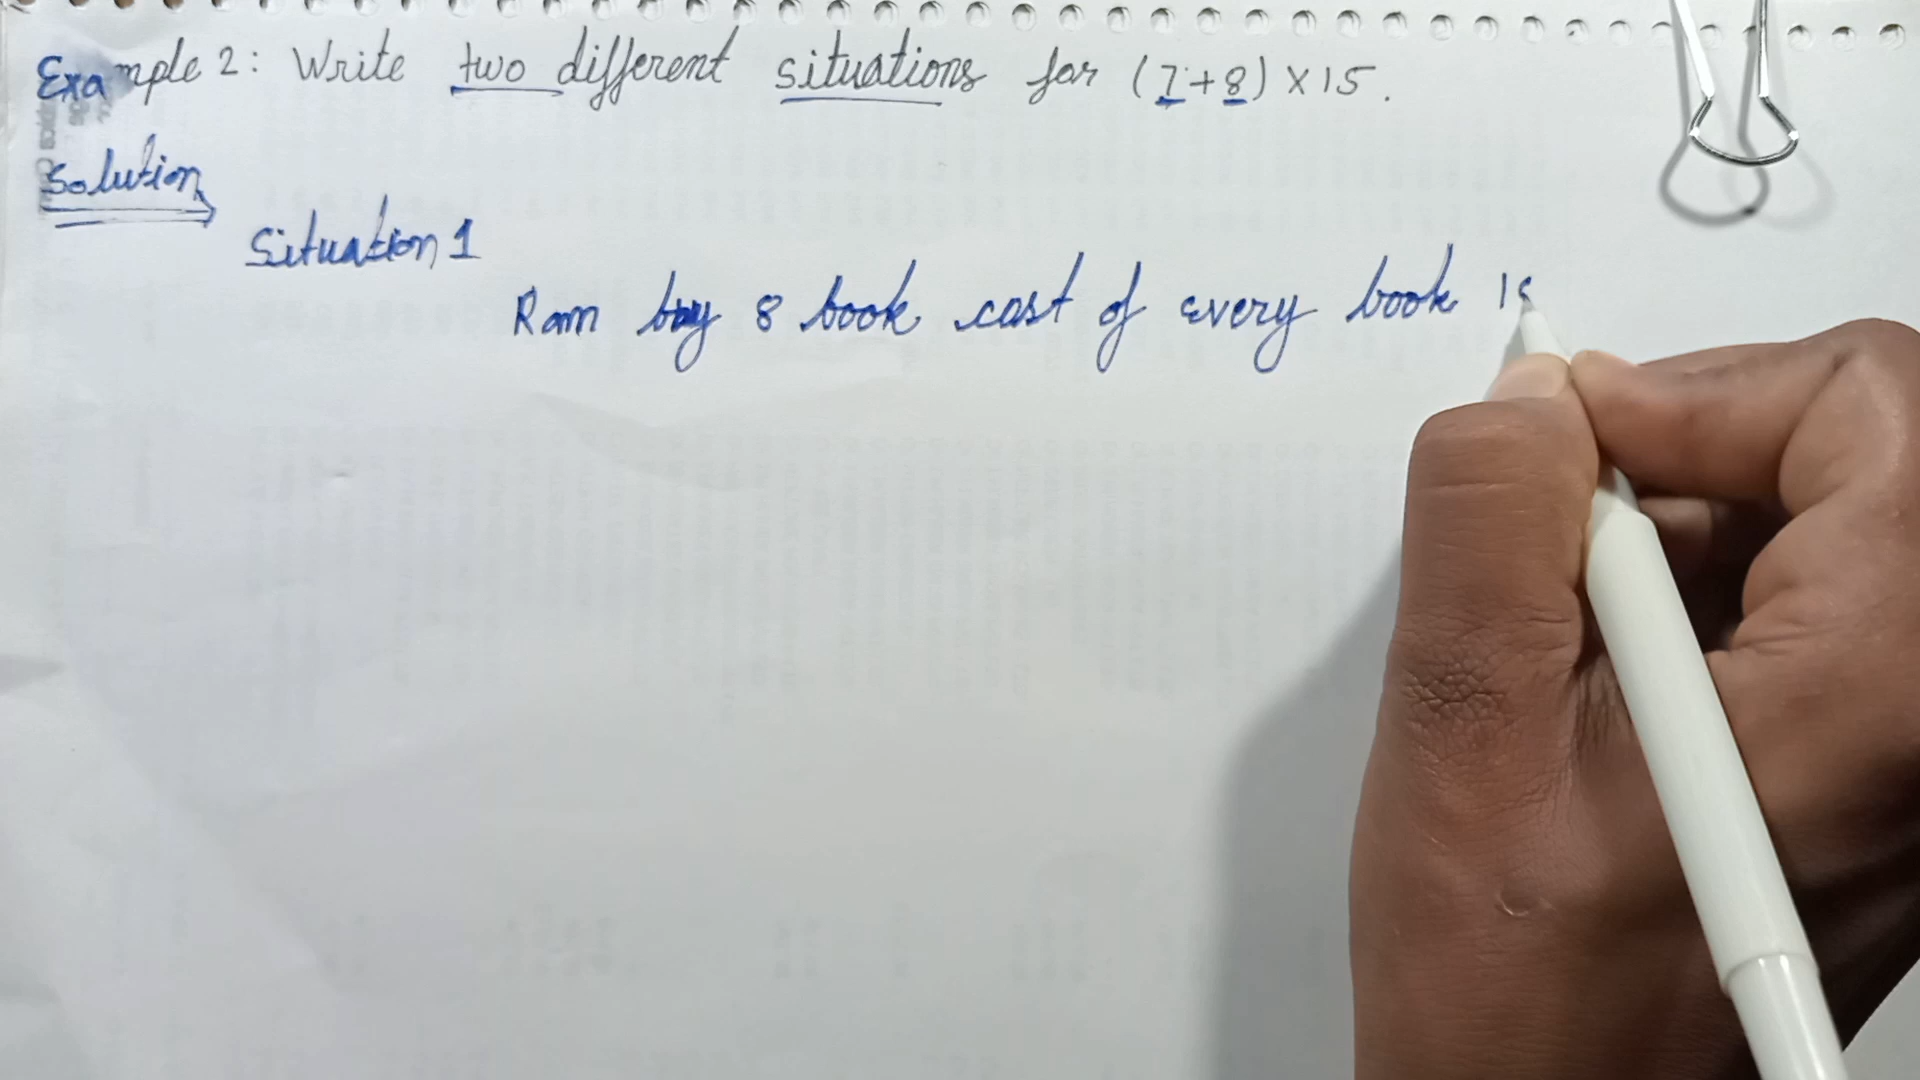 Example 2: Write two different situations for (7+8) × 15.
Solution
Situation 1
Ram buy 8 book cost of every book